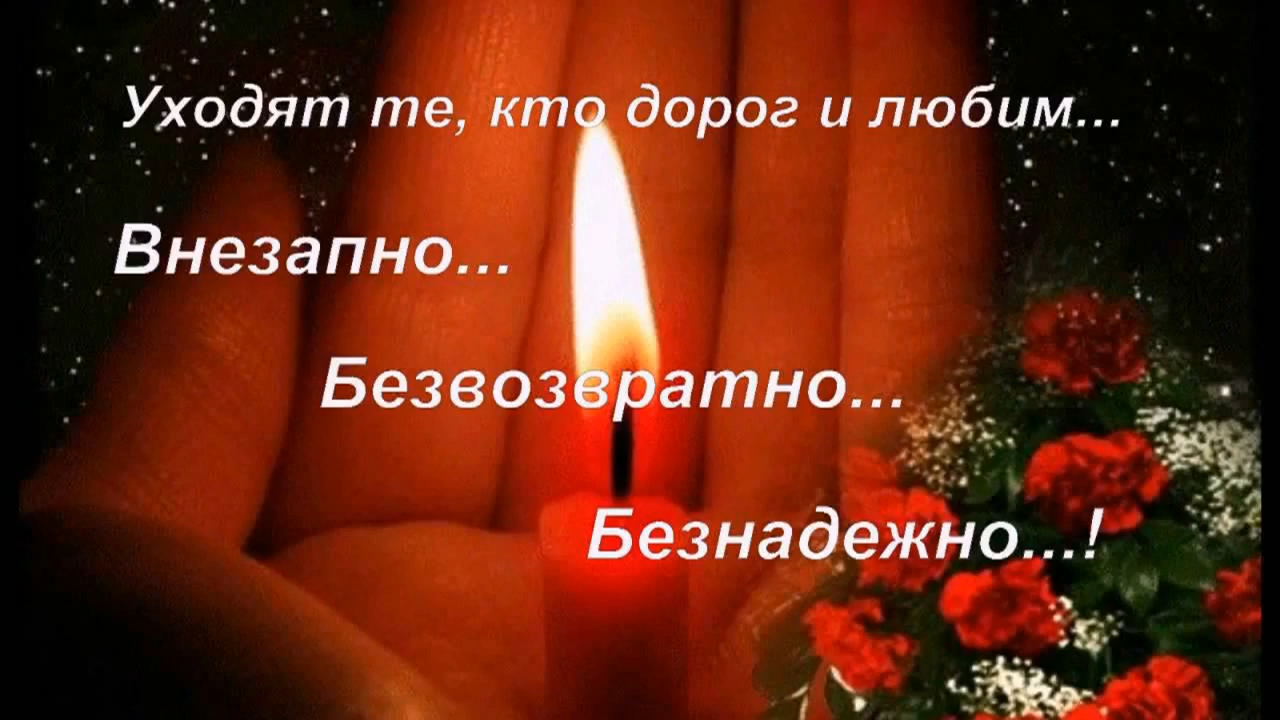 Уходят те, кто дорог и любим...
Внезапно...
Безвозвратно...
Безнадежно...!